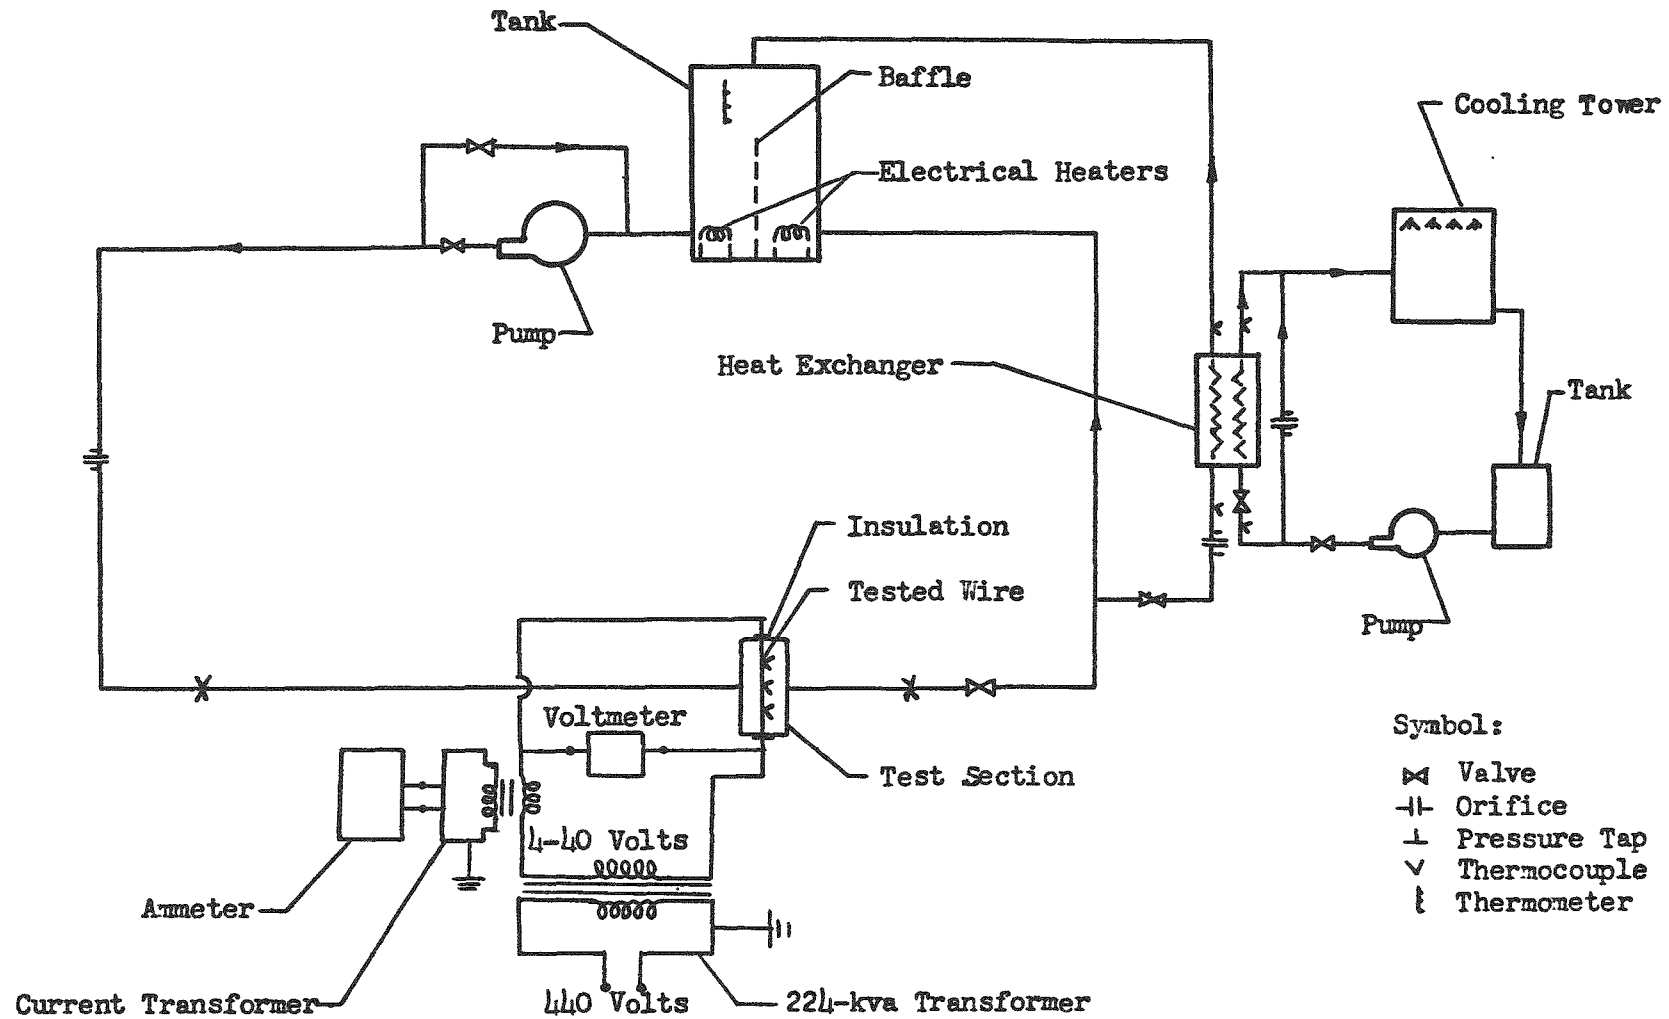 Tank
Baffle
Cooling Tower
Electrical Heaters
Pump
Heat Exchanger
Tank
Insulation
Tested Wire
Pump
Voltmeter
Symbol:
Test Section
Valve
Orifice
4-40 Volts
Pressure Tap
Thermocouple
Ammeter
Thermometer
Current Transformer
440 Volts
224-kva Transformer